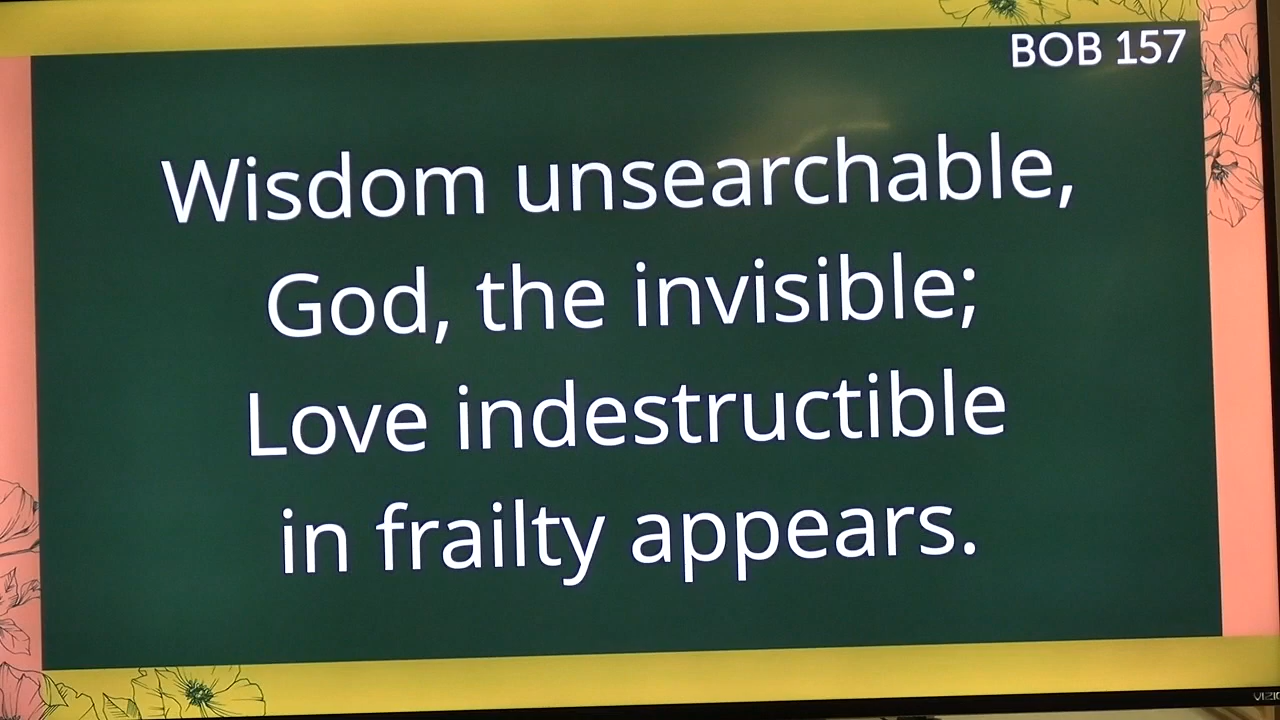 BOB 157
Wisdom unsearchable,
God, the invisible;
Love indestructible
in frailty appears.